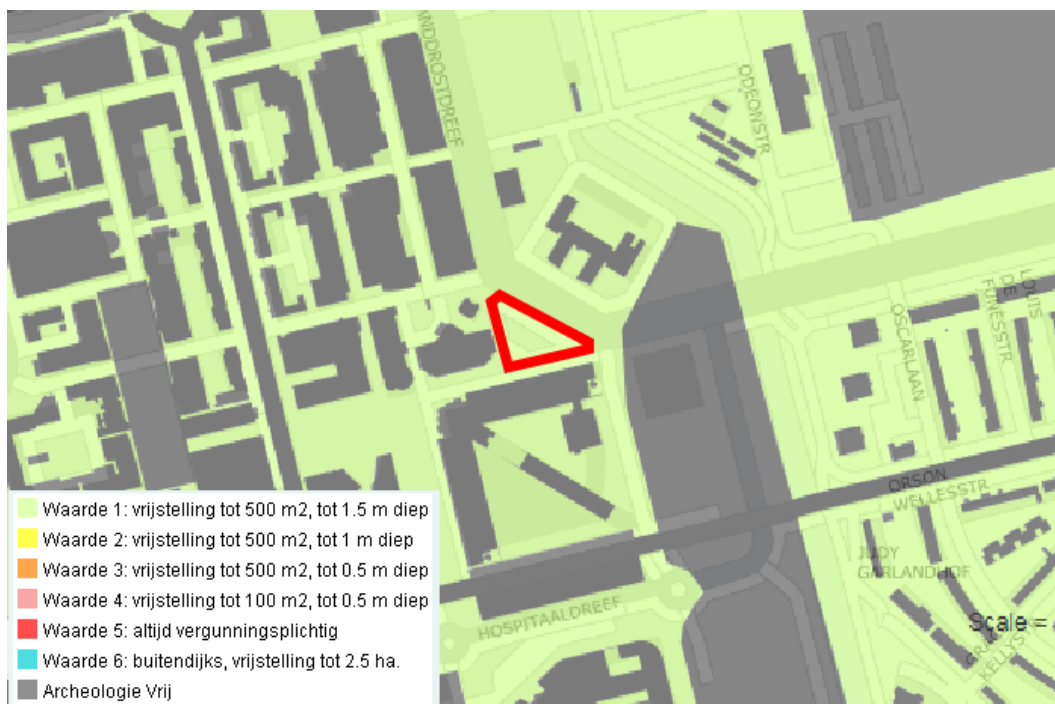 ANDDROSTDREEF
ODEONSTR
LOUIS
DE
FUNESSTR
OSCARLAAN
ORSON
WELLESSTR
JUDY
GARLANDHOF
Scale =
KELLYS
HOSPITAALDREEF
Waarde 1: vrijstelling tot 500 m2, tot 1.5 m diep
Waarde 2: vrijstelling tot 500 m2, tot 1 m diep
Waarde 3: vrijstelling tot 500 m2, tot 0.5 m diep
Waarde 4: vrijstelling tot 100 m2, tot 0.5 m diep
Waarde 5: altijd vergunningsplichtig
Waarde 6: buitendijks, vrijstelling tot 2.5 ha.
Archeologie Vrij